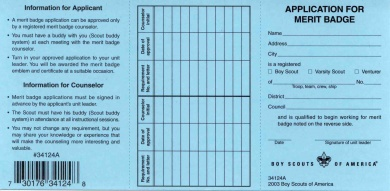 Information for Applicant
• A merit badge application can be approved only
by a registered merit badge counselor.
• You must have a buddy with you (Scout buddy
system) at each meeting with the merit badge
counselor.
• Turn in your approved application to your unit
leader. You will be awarded the merit badge
emblem and certificate at a suitable occasion.
Information for Counselor
• Merit badge applications must be signed in
advance by the applicant's unit leader.
• The Scout must have his buddy (Scout buddy
system) in attendance at all instructional sessions.
• You may not change any requirement, but you
may share your knowledge or experience that
will make the counseling more interesting and
valuable.
#34124A
7 30176 34124 8
Counselor
initial
Date of
approval
Requirement
No. and letter
Counselor
initial
Date of
approval
Requirement
No. and letter
APPLICATION FOR
MERIT BADGE
Name
Address
City
is a registered
Boy Scout Varsity Scout Venturer
of No.
Troop, team, crew, ship
District
Council
and is qualified to begin working for merit
badge noted on the reverse side.
Date Signature of unit leader
BOY SCOUTS OF AMERICA®
34124A
2003 Boy Scouts of America